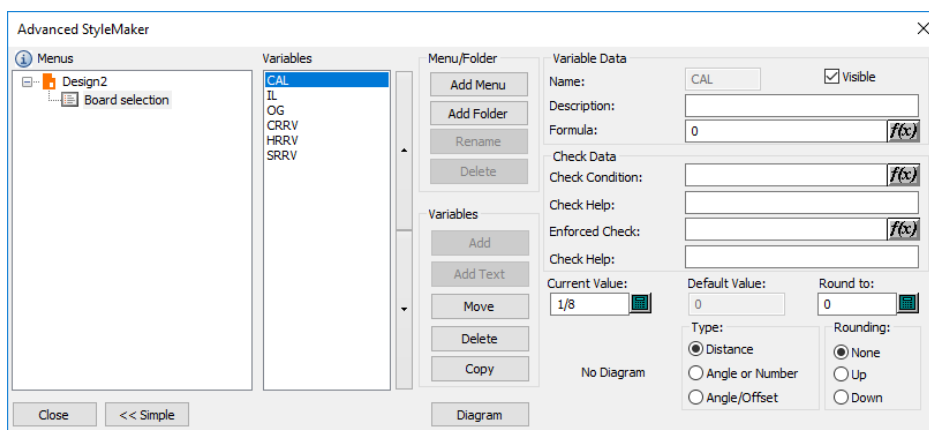 Advanced StyleMaker
Menus
Design2
Board selection
Variables
CAL
IL
OG
CRRV
HRRV
SRRV
Menu/Folder
Add Menu
Add Folder
Rename
Delete
Variables
Add
Add Text
Move
Delete
Copy
Diagram
Variable Data
Name: CAL Visible
Description:
Formula: 0 f(x)
Check Data
Check Condition: f(x)
Check Help:
Enforced Check: f(x)
Check Help:
Current Value: Default Value: Round to:
1/8 0 0
No Diagram
Type:
Distance
Angle or Number
Angle/Offset
Rounding:
None
Up
Down
Close << Simple